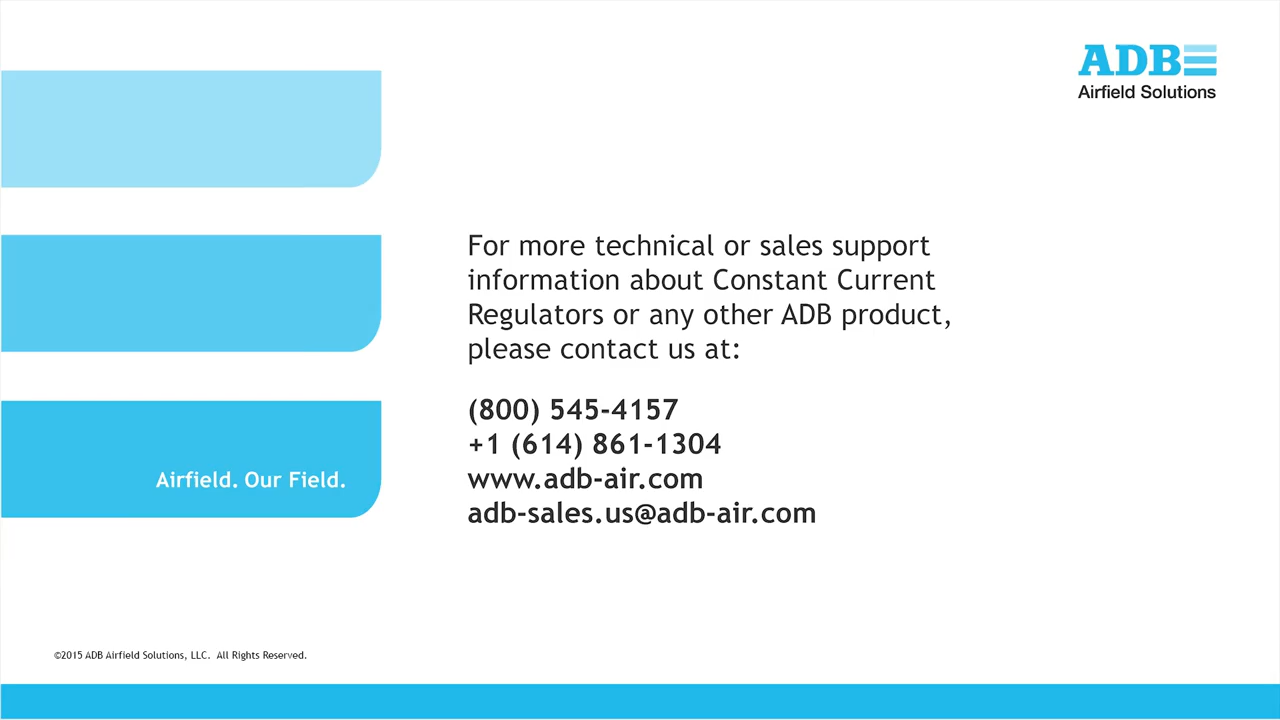 ADB
Airfield Solutions
For more technical or sales support
information about Constant Current
Regulators or any other ADB product,
please contact us at:
(800) 545-4157
+1 (614) 861-1304
www.adb-air.com
adb-sales.us@adb-air.com
Airfield. Our Field.
©2015 ADB Airfield Solutions, LLC.  All Rights Reserved.